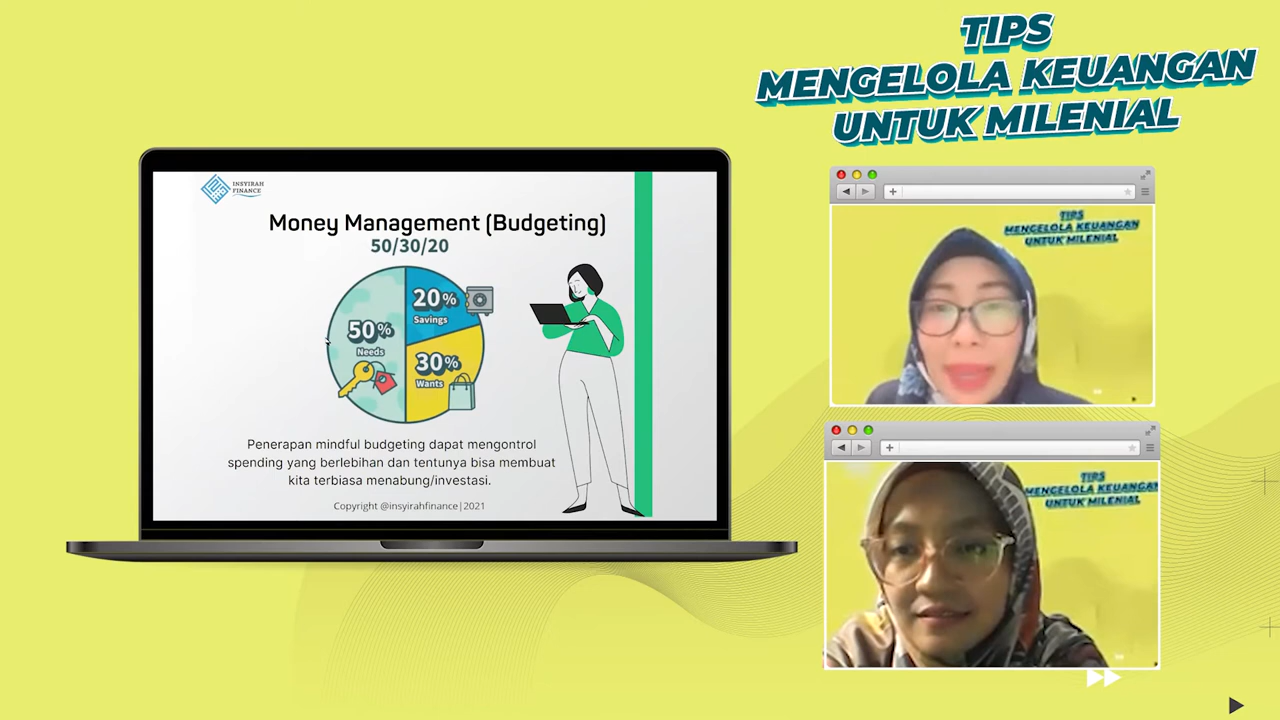 TIPS
MENGELOLA KEUANGAN
UNTUK MILENIAL
INSYIRAH
FINANCE
Money Management (Budgeting)
50/30/20
20%
Savings
50%
Needs
30%
Wants
Penerapan mindful budgeting dapat mengontrol
spending yang berlebihan dan tentunya bisa membuat
kita terbiasa menabung/investasi.
Copyright @insyirahfinance|2021
TIPS
MENGELOLA KEUANGAN
UNTUK MILENIAL
TIPS
MENGELOLA KEUANGAN
UNTUK MILENIAL